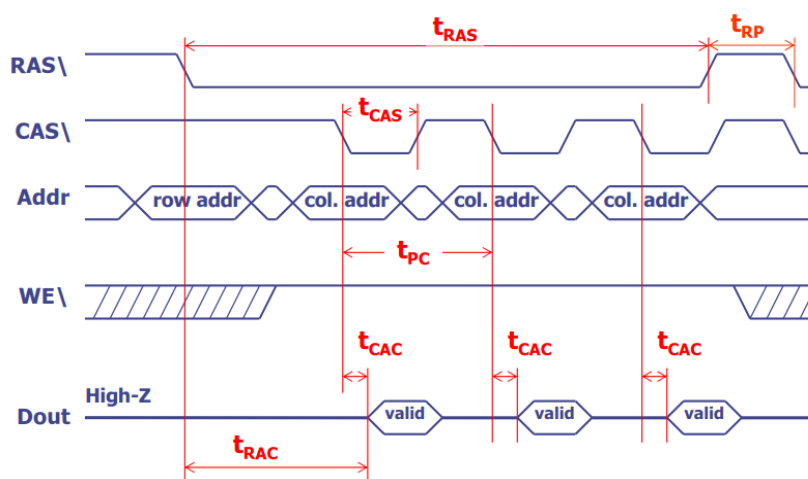 tRAS
tRP
RAS\
tCAS
CAS\
Addr
row addr
col. addr
col. addr
col. addr
tPC
WE\
tCAC
tCAC
tCAC
High-Z
Dout
valid
valid
valid
tRAC